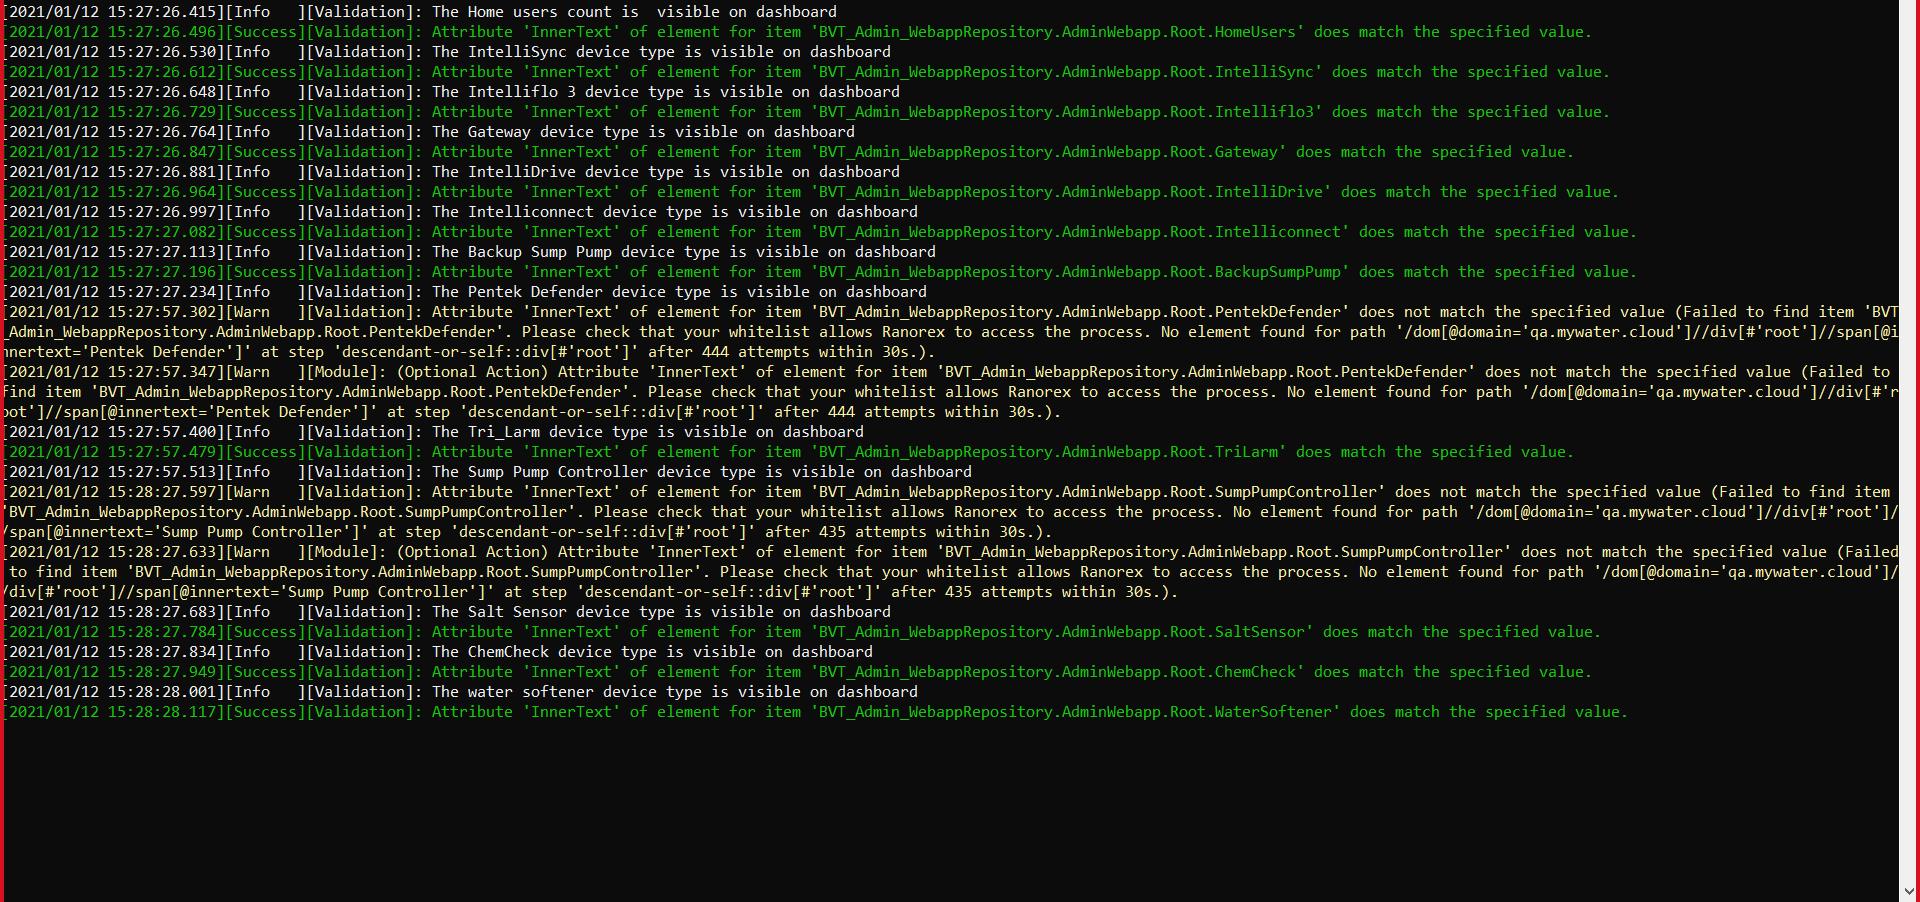 [2021/01/12 15:27:26.415][Info   ][Validation]: The Home users count is  visible on dashboard
[2021/01/12 15:27:26.496][Success][Validation]: Attribute 'InnerText' of element for item 'BVT_Admin_WebappRepository.AdminWebapp.Root.HomeUsers' does match the specified value.
[2021/01/12 15:27:26.530][Info   ][Validation]: The IntelliSync device type is visible on dashboard
[2021/01/12 15:27:26.612][Success][Validation]: Attribute 'InnerText' of element for item 'BVT_Admin_WebappRepository.AdminWebapp.Root.IntelliSync' does match the specified value.
[2021/01/12 15:27:26.648][Info   ][Validation]: The Intelliflo 3 device type is visible on dashboard
[2021/01/12 15:27:26.729][Success][Validation]: Attribute 'InnerText' of element for item 'BVT_Admin_WebappRepository.AdminWebapp.Root.Intelliflo3' does match the specified value.
[2021/01/12 15:27:26.764][Info   ][Validation]: The Gateway device type is visible on dashboard
[2021/01/12 15:27:26.847][Success][Validation]: Attribute 'InnerText' of element for item 'BVT_Admin_WebappRepository.AdminWebapp.Root.Gateway' does match the specified value.
[2021/01/12 15:27:26.881][Info   ][Validation]: The IntelliDrive device type is visible on dashboard
[2021/01/12 15:27:26.964][Success][Validation]: Attribute 'InnerText' of element for item 'BVT_Admin_WebappRepository.AdminWebapp.Root.IntelliDrive' does match the specified value.
[2021/01/12 15:27:26.997][Info   ][Validation]: The Intelliconnect device type is visible on dashboard
[2021/01/12 15:27:27.082][Success][Validation]: Attribute 'InnerText' of element for item 'BVT_Admin_WebappRepository.AdminWebapp.Root.Intelliconnect' does match the specified value.
[2021/01/12 15:27:27.113][Info   ][Validation]: The Backup Sump Pump device type is visible on dashboard
[2021/01/12 15:27:27.196][Success][Validation]: Attribute 'InnerText' of element for item 'BVT_Admin_WebappRepository.AdminWebapp.Root.BackupSumpPump' does match the specified value.
[2021/01/12 15:27:27.234][Info   ][Validation]: The Pentek Defender device type is visible on dashboard
[2021/01/12 15:27:57.302][Warn   ][Validation]: Attribute 'InnerText' of element for item 'BVT_Admin_WebappRepository.AdminWebapp.Root.PentekDefender' does not match the specified value (Failed to find item 'BVT
_Admin_WebappRepository.AdminWebapp.Root.PentekDefender'. Please check that your whitelist allows Ranorex to access the process. No element found for path '/dom[@domain='qa.mywater.cloud']//div[#'root']//span[@i
nnertext='Pentek Defender']' at step 'descendant-or-self::div[#'root']' after 444 attempts within 30s.).
[2021/01/12 15:27:57.347][Warn   ][Module]: (Optional Action) Attribute 'InnerText' of element for item 'BVT_Admin_WebappRepository.AdminWebapp.Root.PentekDefender' does not match the specified value (Failed to
find item 'BVT_Admin_WebappRepository.AdminWebapp.Root.PentekDefender'. Please check that your whitelist allows Ranorex to access the process. No element found for path '/dom[@domain='qa.mywater.cloud']//div[#'r
oot']//span[@innertext='Pentek Defender']' at step 'descendant-or-self::div[#'root']' after 444 attempts within 30s.).
[2021/01/12 15:27:57.400][Info   ][Validation]: The Tri_Larm device type is visible on dashboard
[2021/01/12 15:27:57.479][Success][Validation]: Attribute 'InnerText' of element for item 'BVT_Admin_WebappRepository.AdminWebapp.Root.TriLarm' does match the specified value.
[2021/01/12 15:27:57.513][Info   ][Validation]: The Sump Pump Controller device type is visible on dashboard
[2021/01/12 15:28:27.597][Warn   ][Validation]: Attribute 'InnerText' of element for item 'BVT_Admin_WebappRepository.AdminWebapp.Root.SumpPumpController' does not match the specified value (Failed to find item
'BVT_Admin_WebappRepository.AdminWebapp.Root.SumpPumpController'. Please check that your whitelist allows Ranorex to access the process. No element found for path '/dom[@domain='qa.mywater.cloud']//div[#'root']/
/span[@innertext='Sump Pump Controller']' at step 'descendant-or-self::div[#'root']' after 435 attempts within 30s.).
[2021/01/12 15:28:27.633][Warn   ][Module]: (Optional Action) Attribute 'InnerText' of element for item 'BVT_Admin_WebappRepository.AdminWebapp.Root.SumpPumpController' does not match the specified value (Failed
 to find item 'BVT_Admin_WebappRepository.AdminWebapp.Root.SumpPumpController'. Please check that your whitelist allows Ranorex to access the process. No element found for path '/dom[@domain='qa.mywater.cloud']/
/div[#'root']//span[@innertext='Sump Pump Controller']' at step 'descendant-or-self::div[#'root']' after 435 attempts within 30s.).
[2021/01/12 15:28:27.683][Info   ][Validation]: The Salt Sensor device type is visible on dashboard
[2021/01/12 15:28:27.784][Success][Validation]: Attribute 'InnerText' of element for item 'BVT_Admin_WebappRepository.AdminWebapp.Root.SaltSensor' does match the specified value.
[2021/01/12 15:28:27.834][Info   ][Validation]: The ChemCheck device type is visible on dashboard
[2021/01/12 15:28:27.949][Success][Validation]: Attribute 'InnerText' of element for item 'BVT_Admin_WebappRepository.AdminWebapp.Root.ChemCheck' does match the specified value.
[2021/01/12 15:28:28.001][Info   ][Validation]: The water softener device type is visible on dashboard
[2021/01/12 15:28:28.117][Success][Validation]: Attribute 'InnerText' of element for item 'BVT_Admin_WebappRepository.AdminWebapp.Root.WaterSoftener' does match the specified value.